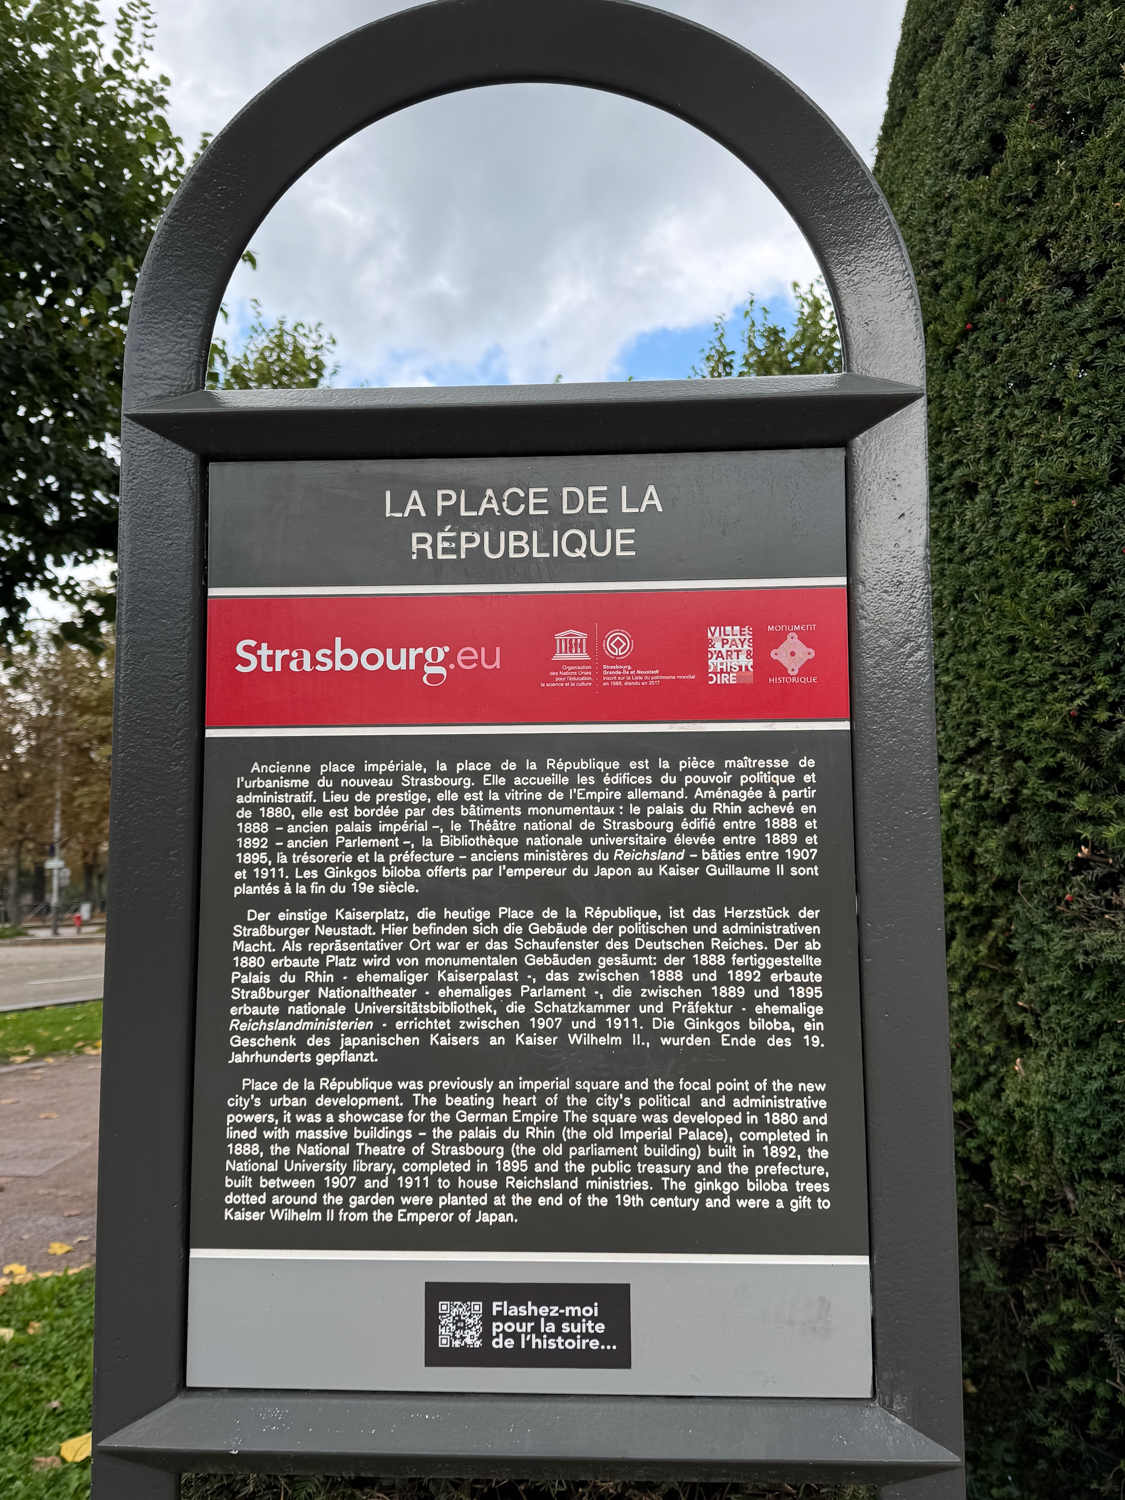 LA PLACE DE LA
RÉPUBLIQUE
Strasbourg.eu
Organisation
des Nations Unies
pour l'éducation,
la science et la culture
Strasbourg,
Grande-Île et Neustadt
inscrit sur la Liste du patrimoine mondial
en 1988, étendu en 2017
VILLES
& PAYS
D'ART &
D'HIST
OIRE
MONUMENT
HISTORIQUE
Ancienne place impériale, la place de la République est la pièce maîtresse de
l'urbanisme du nouveau Strasbourg. Elle accueille les édifices du pouvoir politique et
administratif. Lieu de prestige, elle est la vitrine de l'Empire allemand. Aménagée à partir
de 1880, elle est bordée par des bâtiments monumentaux : le palais du Rhin achevé en
1888 – ancien palais impérial –, le Théâtre national de Strasbourg édifié entre 1888 et
1892 – ancien Parlement –, la Bibliothèque nationale universitaire élevée entre 1889 et
1895, la trésorerie et la préfecture – anciens ministères du Reichsland – bâties entre 1907
et 1911. Les Ginkgos biloba offerts par l'empereur du Japon au Kaiser Guillaume II sont
plantés à la fin du 19e siècle.
Der einstige Kaiserplatz, die heutige Place de la République, ist das Herzstück der
Straßburger Neustadt. Hier befinden sich die Gebäude der politischen und administrativen
Macht. Als repräsentativer Ort war er das Schaufenster des Deutschen Reiches. Der ab
1880 erbaute Platz wird von monumentalen Gebäuden gesäumt: der 1888 fertiggestellte
Palais du Rhin - ehemaliger Kaiserpalast -, das zwischen 1888 und 1892 erbaute
Straßburger Nationaltheater - ehemaliges Parlament -, die zwischen 1889 und 1895
erbaute nationale Universitätsbibliothek, die Schatzkammer und Präfektur - ehemalige
Reichslandministerien - errichtet zwischen 1907 und 1911. Die Ginkgos biloba, ein
Geschenk des japanischen Kaisers an Kaiser Wilhelm II., wurden Ende des 19.
Jahrhunderts gepflanzt.
Place de la République was previously an imperial square and the focal point of the new
city's urban development. The beating heart of the city's political and administrative
powers, it was a showcase for the German Empire The square was developed in 1880 and
lined with massive buildings – the palais du Rhin (the old Imperial Palace), completed in
1888, the National Theatre of Strasbourg (the old parliament building) built in 1892, the
National University library, completed in 1895 and the public treasury and the prefecture,
built between 1907 and 1911 to house Reichsland ministries. The ginkgo biloba trees
dotted around the garden were planted at the end of the 19th century and were a gift to
Kaiser Wilhelm II from the Emperor of Japan.
Flashez-moi
pour la suite
de l'histoire...